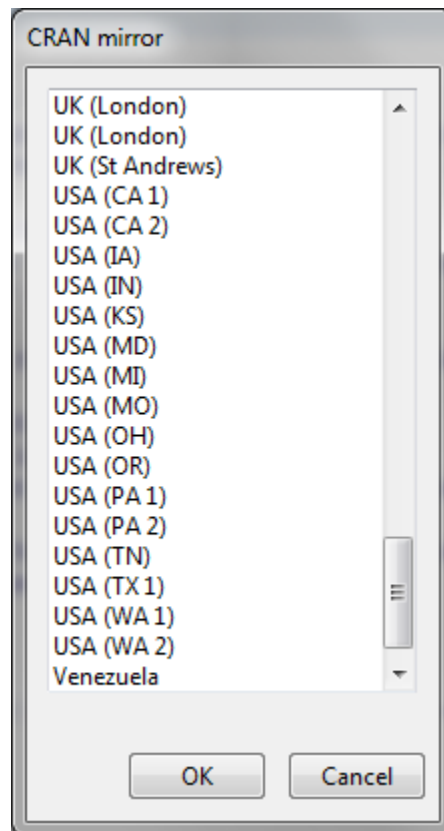 CRAN mirror
UK (London)
UK (London)
UK (St Andrews)
USA (CA 1)
USA (CA 2)
USA (IA)
USA (IN)
USA (KS)
USA (MD)
USA (MI)
USA (MO)
USA (OH)
USA (OR)
USA (PA 1)
USA (PA 2)
USA (TN)
USA (TX 1)
USA (WA 1)
USA (WA 2)
Venezuela
OK Cancel